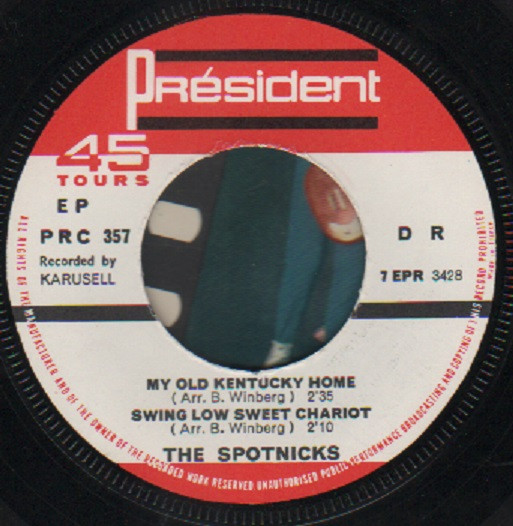 Président
45
TOURS
EP
PRC 357
Recorded by
KARUSELL
D R
7 EPR 3428
MY OLD KENTUCKY HOME
( Arr. B. Winberg ) 2'35
SWING LOW SWEET CHARIOT
( Arr. B. Winberg ) 2'10
THE SPOTNICKS
ALL RIGHTS OF THE MANUFACTURER AND OF THE OWNER OF THE RECORDED WORK RESERVED UNAUTHORISED PUBLIC PERFORMANCE BROADCASTING AND COPYING OF THIS RECORD PROHIBITED